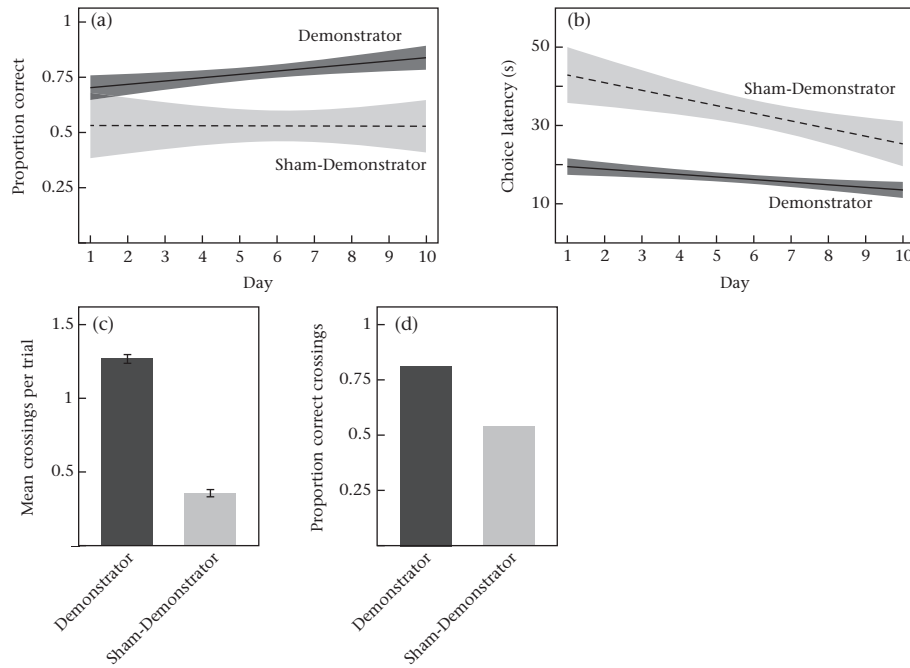 (a)
Proportion correct
1
0.75
0.5
0.25
Demonstrator
Sham-Demonstrator
1 2 3 4 5 6 7 8 9 10
Day
(b)
Choice latency (s)
50
30
10
Sham-Demonstrator
Demonstrator
1 2 3 4 5 6 7 8 9 10
Day
(c)
Mean crossings per trial
1.5
1
0.5
Demonstrator
Sham-Demonstrator
(d)
Proportion correct crossings
1
0.75
0.5
0.25
Demonstrator
Sham-Demonstrator